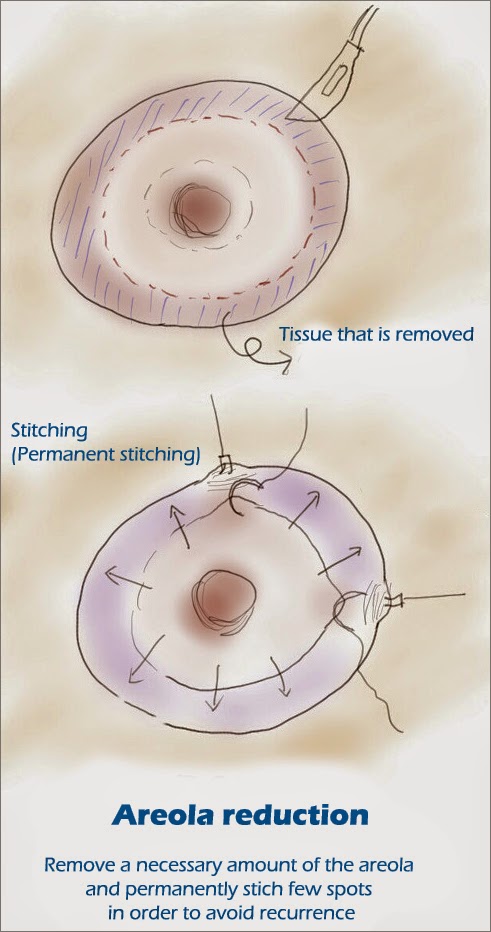 Tissue that is removed
Stitching
(Permanent stitching)
Areola reduction
Remove a necessary amount of the areola
and permanently stich few spots
in order to avoid recurrence